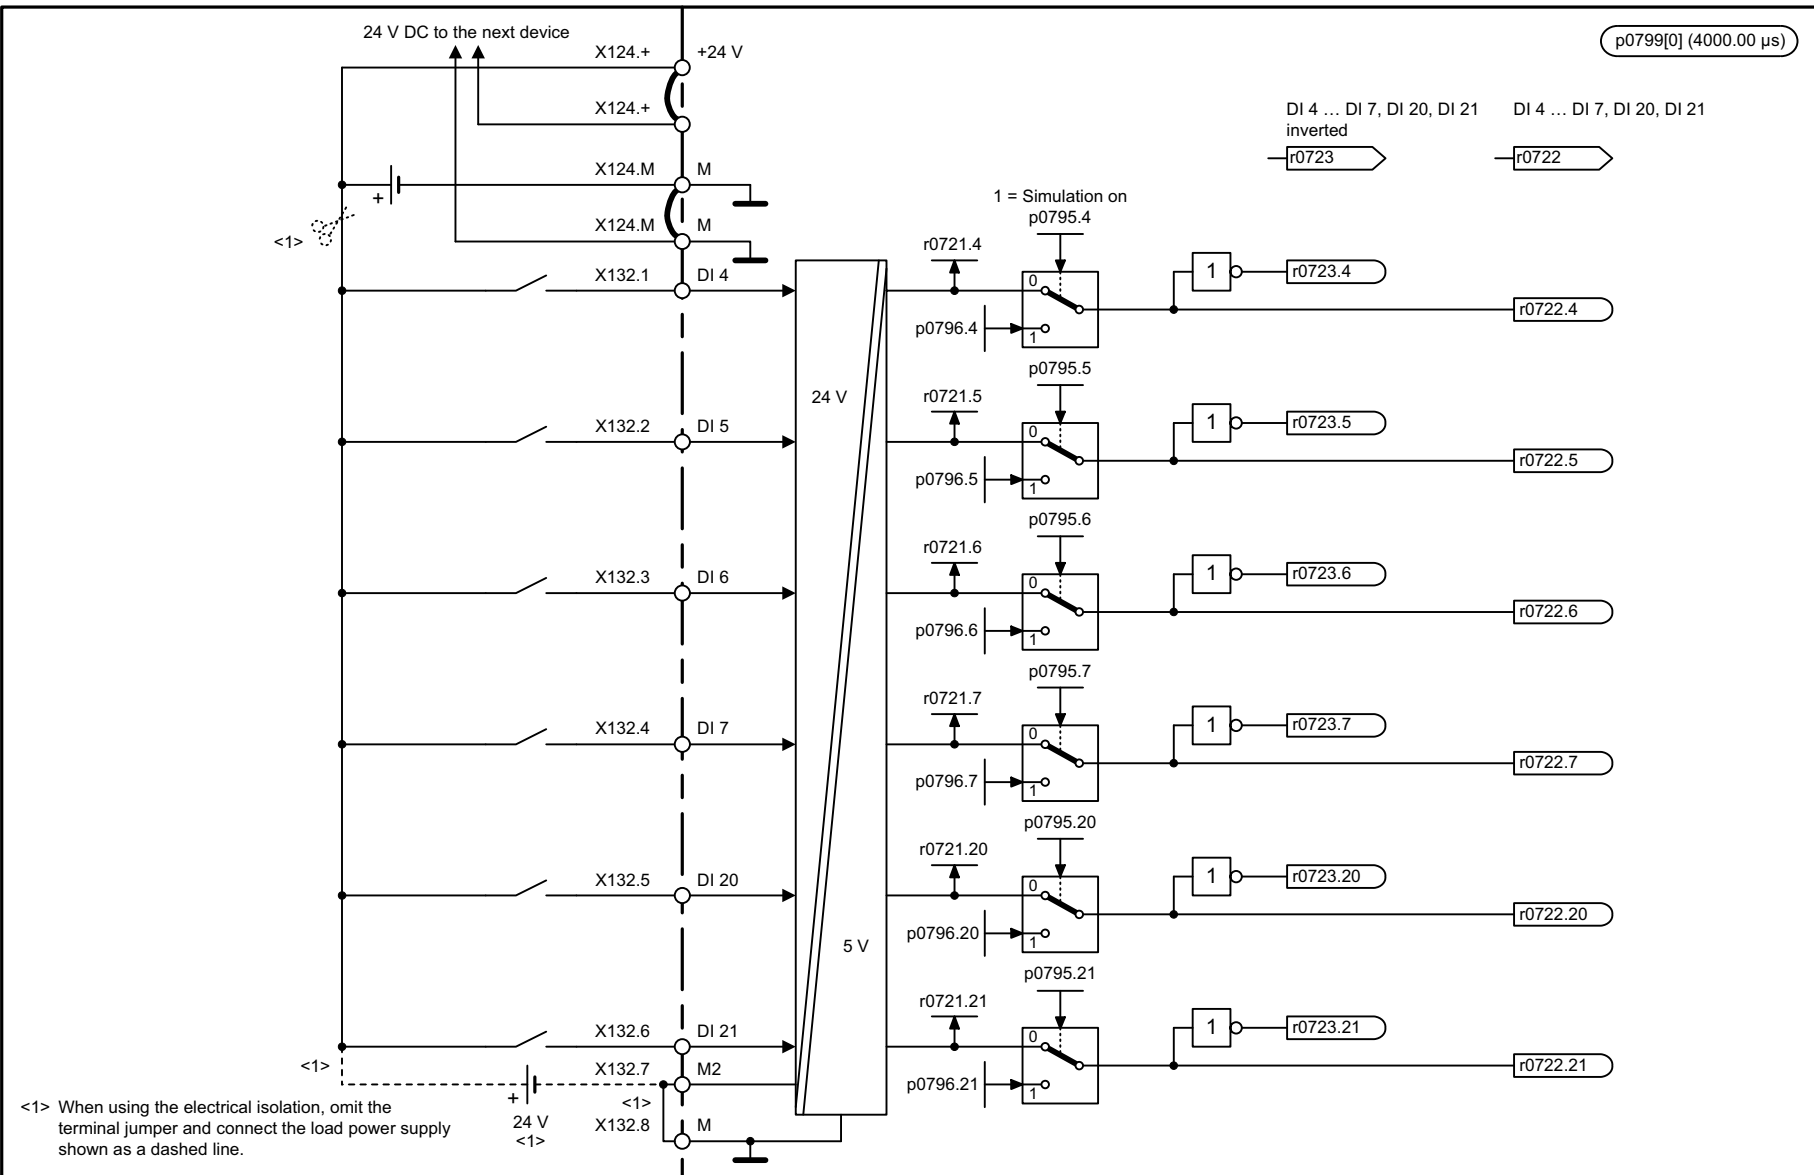 24 V DC to the next device
X124.+
+24 V
p0799[0] (4000.00 µs)
X124.+
DI 4 … DI 7, DI 20, DI 21
inverted
r0723
DI 4 … DI 7, DI 20, DI 21
r0722
X124.M
M
+
<1>
X124.M
M
1 = Simulation on
p0795.4
X132.1
DI 4
r0721.4
0
1
p0796.4
1
r0723.4
r0722.4
24 V
p0795.5
X132.2
DI 5
r0721.5
0
1
p0796.5
1
r0723.5
r0722.5
p0795.6
X132.3
DI 6
r0721.6
0
1
p0796.6
1
r0723.6
r0722.6
p0795.7
X132.4
DI 7
r0721.7
0
1
p0796.7
1
r0723.7
r0722.7
p0795.20
X132.5
DI 20
r0721.20
0
1
p0796.20
1
r0723.20
r0722.20
5 V
p0795.21
X132.6
DI 21
r0721.21
0
1
p0796.21
1
r0723.21
r0722.21
<1>
X132.7
M2
+
24 V
<1>
<1>
X132.8
M
<1> When using the electrical isolation, omit the
terminal jumper and connect the load power supply
shown as a dashed line.